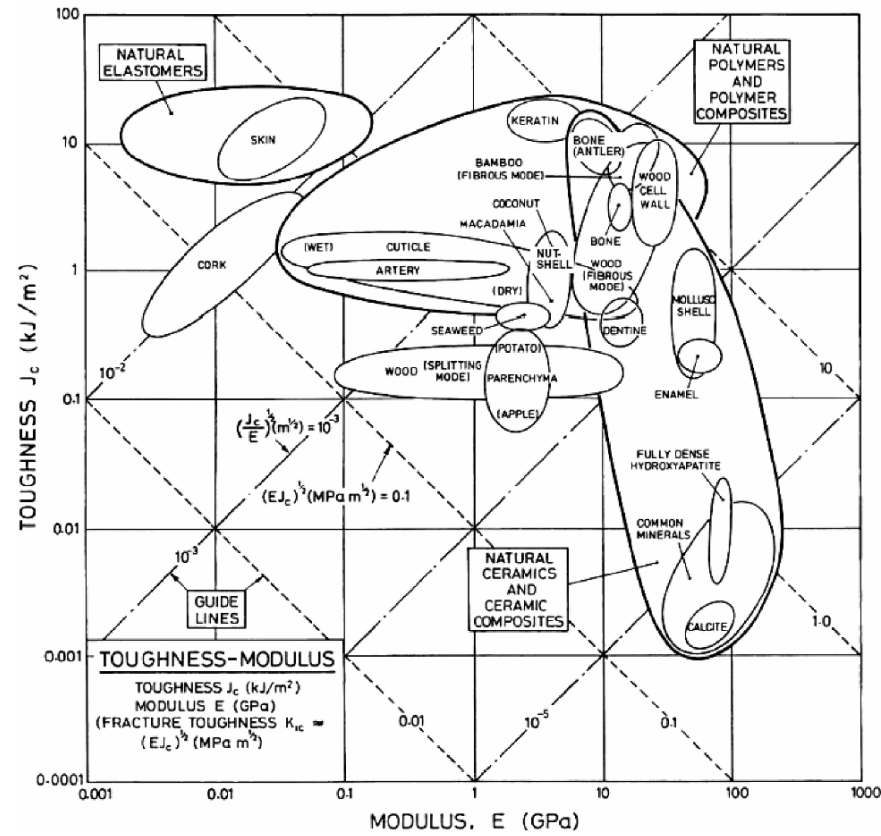 100
10
1
0.1
0.01
0.001
0.0001
TOUGHNESS Jc (kJ/m²)
NATURAL
ELASTOMERS
SKIN
CORK
KERATIN
NATURAL
POLYMERS
AND
POLYMER
COMPOSITES
BONE
(ANTLER)
BAMBOO
(FIBROUS MODE)
WOOD
CELL
WALL
COCONUT
MACADAMIA
BONE
(WET)
CUTICLE
ARTERY
(DRY)
NUT-
SHELL
WOOD
(FIBROUS
MODE)
MOLLUSC
SHELL
SEAWEED
DENTINE
WOOD (SPLITTING
MODE)
(POTATO)
PARENCHYMA
(APPLE)
ENAMEL
10⁻²
10
(Jc/E)^½ (m^½) = 10⁻³
(EJc)^½ (MPa m^½) = 0.1
FULLY DENSE
HYDROXYAPATITE
COMMON
MINERALS
10⁻³
GUIDE
LINES
NATURAL
CERAMICS
AND
CERAMIC
COMPOSITES
CALCITE
1.0
TOUGHNESS-MODULUS
TOUGHNESS Jc (kJ/m²)
MODULUS E (GPa)
(FRACTURE TOUGHNESS K_IC ≈
(EJc)^½ (MPa m^½)
0.01
10⁻⁵
0.1
0.001
0.01
0.1
1
10
100
1000
MODULUS, E (GPa)